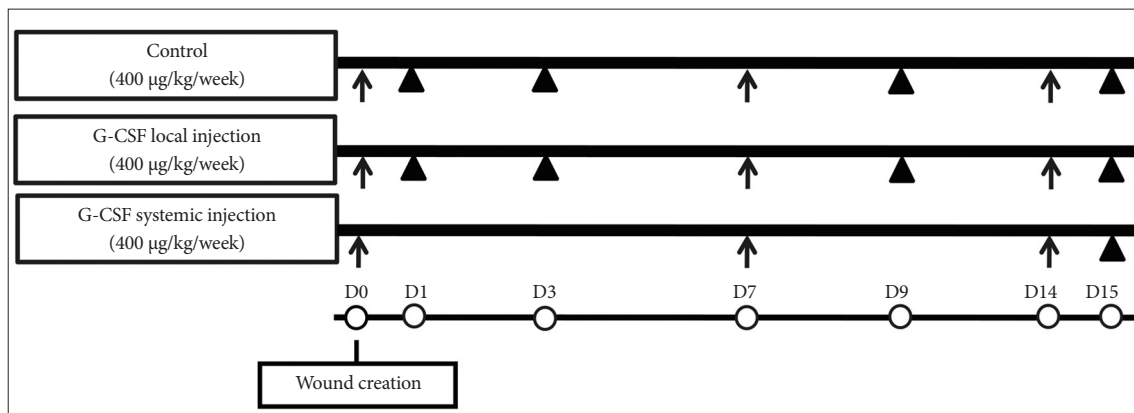 Control
(400 µg/kg/week)
G-CSF local injection
(400 µg/kg/week)
G-CSF systemic injection
(400 µg/kg/week)
D0 D1 D3 D7 D9 D14 D15
Wound creation